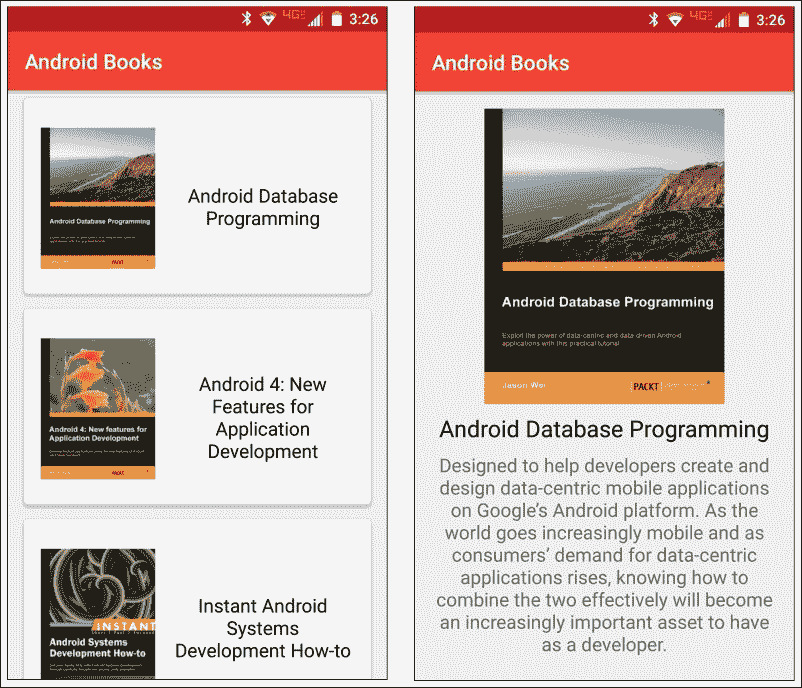 4G 3:26
Android Books
Android Database Programming
PACKT
Android Database
Programming
Android 4: New features for
Application Development
PACKT
Android 4: New
Features for
Application
Development
INSTANT
Android Systems
Development How-to
Instant Android
Systems
Development How-to
4G 3:26
Android Books
Android Database Programming
Explore the power of data-centric and data-driven Android
applications with this practical tutorial
Jason Wei
PACKT
Android Database Programming
Designed to help developers create and
design data-centric mobile applications
on Google’s Android platform. As the
world goes increasingly mobile and as
consumers’ demand for data-centric
applications rises, knowing how to
combine the two effectively will become
an increasingly important asset to have
as a developer.